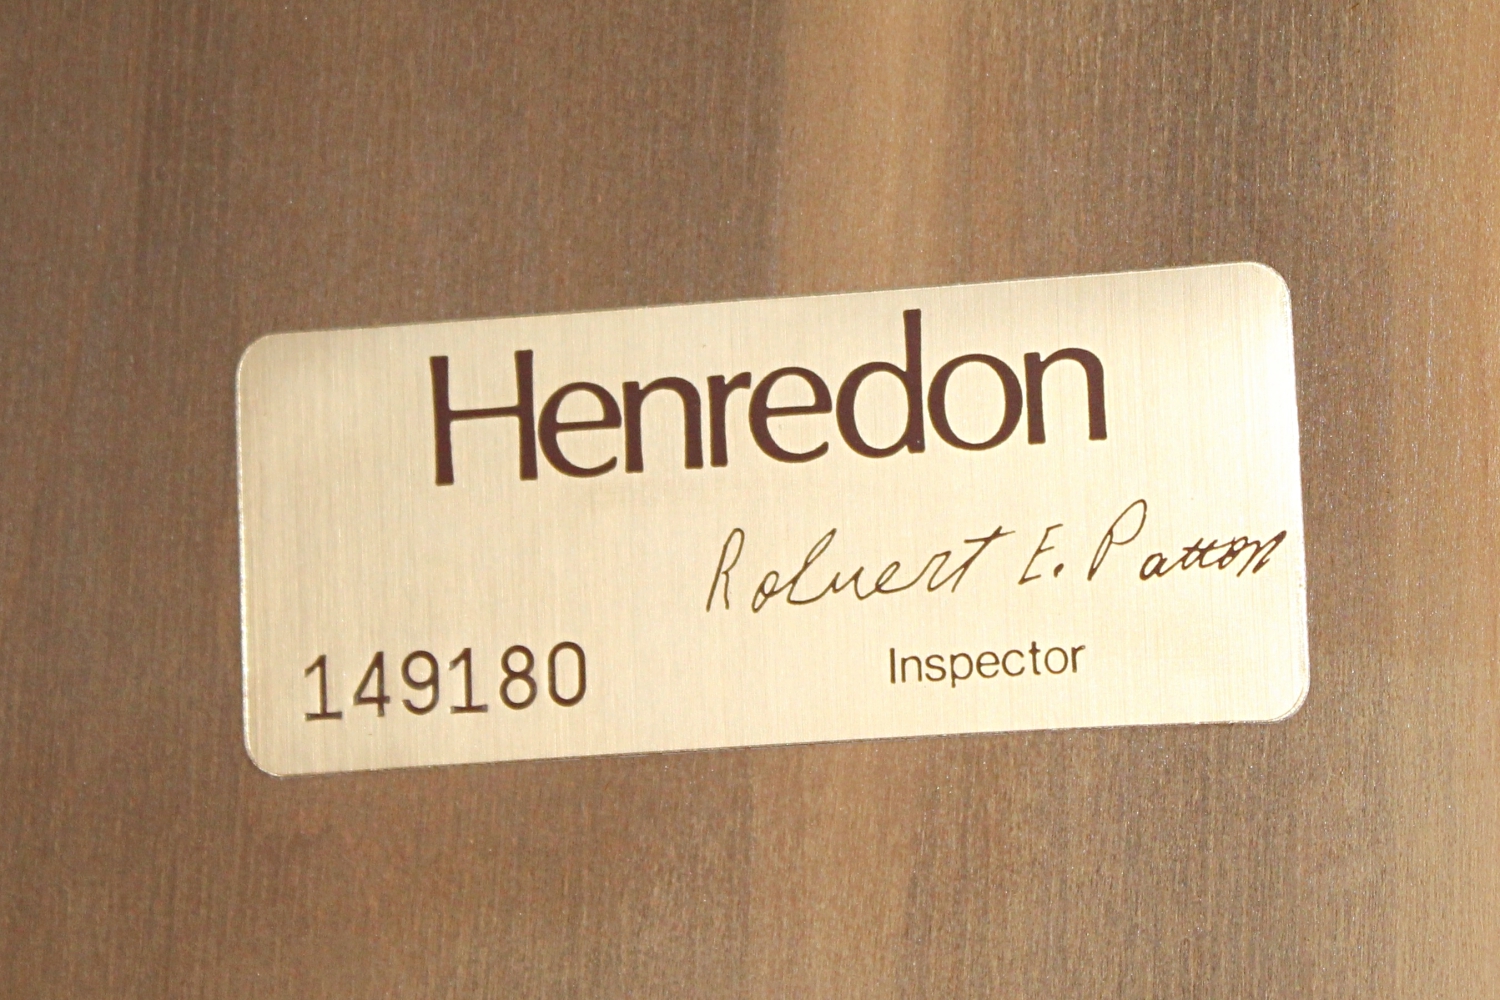 Henredon
Robert E. Patton
149180 Inspector